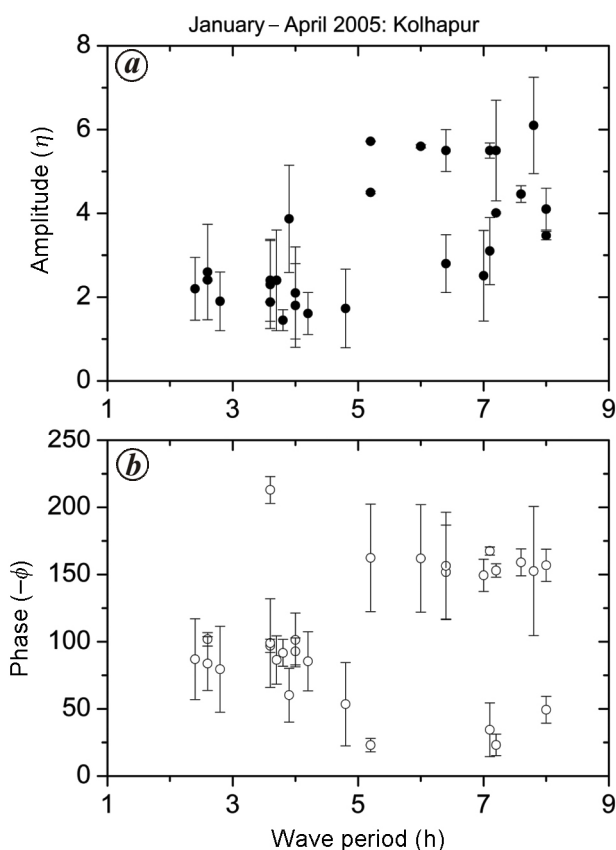 January – April 2005: Kolhapur
a
8
6
4
2
0
Amplitude (η)
1 3 5 7 9
b
250
200
150
100
50
0
Phase (–ϕ)
1 3 5 7 9
Wave period (h)